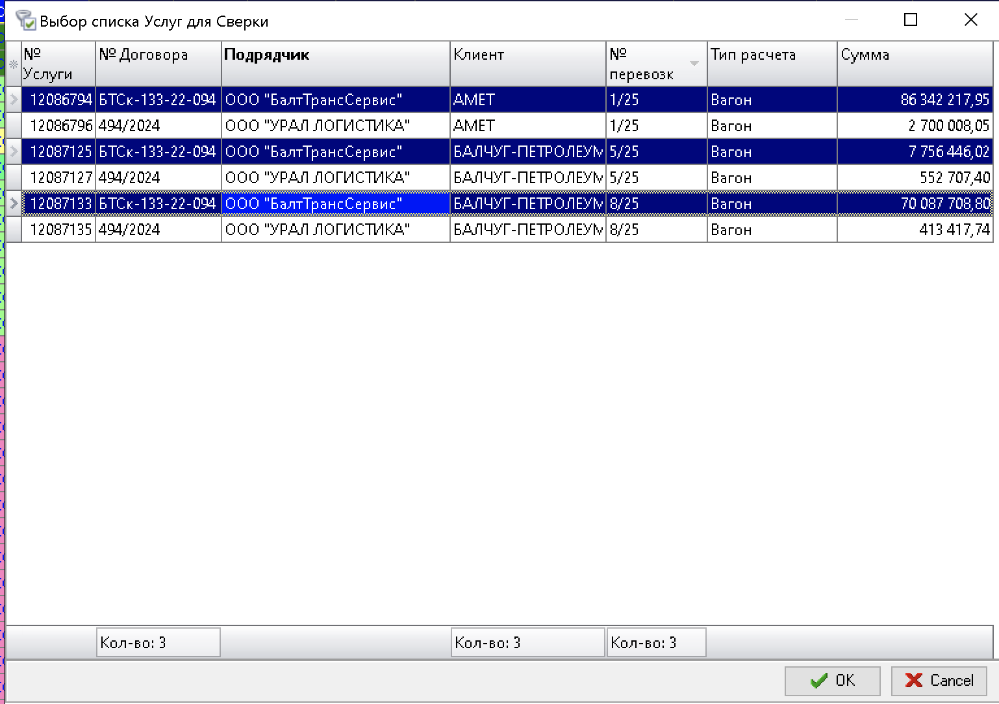 Выбор списка Услуг для Сверки
№ Услуги № Договора Подрядчик Клиент № перевозк Тип расчета Сумма
12086794 БТСк-133-22-094 ООО "БалтТрансСервис" АМЕТ 1/25 Вагон 86 342 217,95
12086796 494/2024 ООО "УРАЛ ЛОГИСТИКА" АМЕТ 1/25 Вагон 2 700 008,05
12087125 БТСк-133-22-094 ООО "БалтТрансСервис" БАЛЧУГ-ПЕТРОЛЕУМ 5/25 Вагон 7 756 446,02
12087127 494/2024 ООО "УРАЛ ЛОГИСТИКА" БАЛЧУГ-ПЕТРОЛЕУМ 5/25 Вагон 552 707,40
12087133 БТСк-133-22-094 ООО "БалтТрансСервис" БАЛЧУГ-ПЕТРОЛЕУМ 8/25 Вагон 70 087 708,80
12087135 494/2024 ООО "УРАЛ ЛОГИСТИКА" БАЛЧУГ-ПЕТРОЛЕУМ 8/25 Вагон 413 417,74
Кол-во: 3 Кол-во: 3 Кол-во: 3
OK Cancel